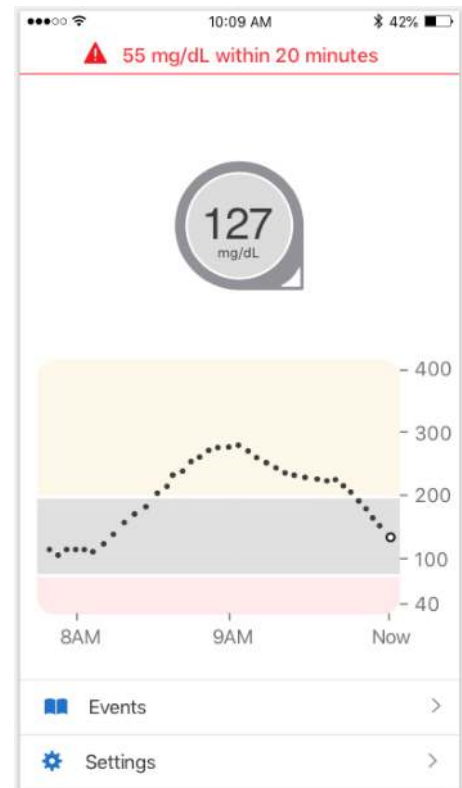 10:09 AM 42%
55 mg/dL within 20 minutes
127
mg/dL
400
300
200
100
40
8AM 9AM Now
Events
Settings